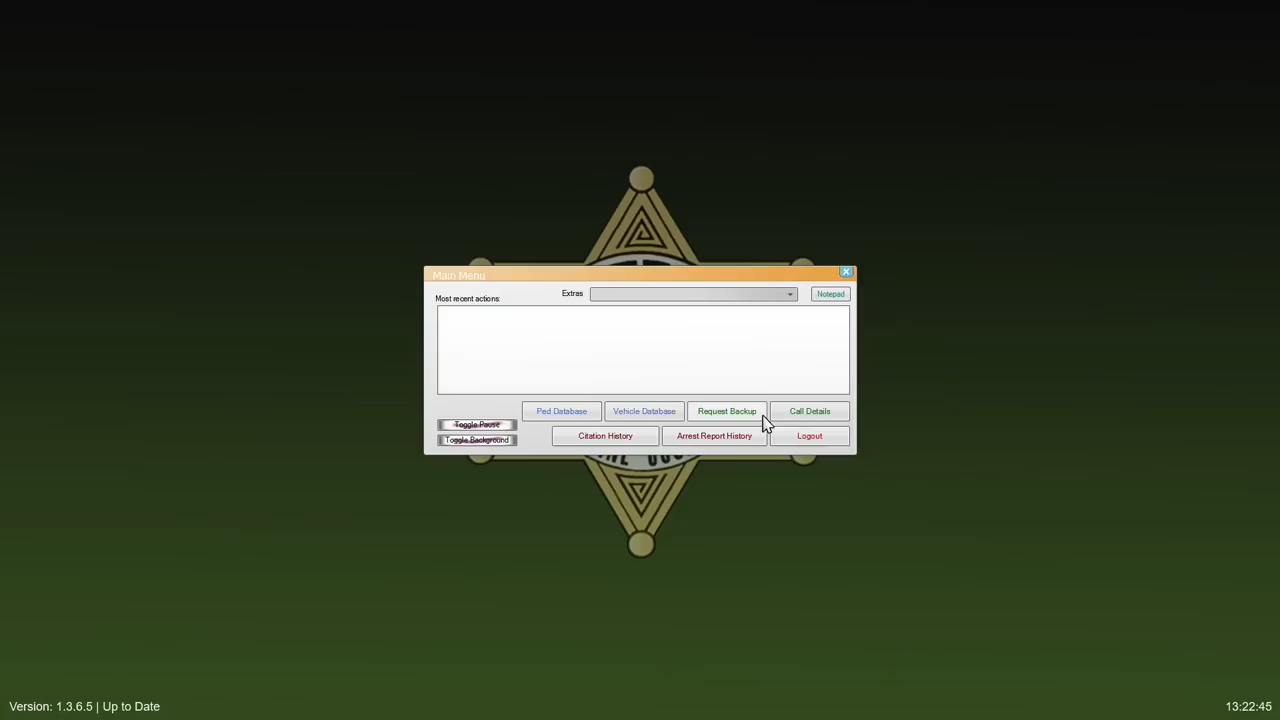 Main Menu
Extras
Notepad
Most recent actions:
Ped Database
Vehicle Database
Request Backup
Call Details
Toggle Pause
Toggle Background
Citation History
Arrest Report History
Logout
Version: 1.3.6.5 | Up to Date
13:22:45